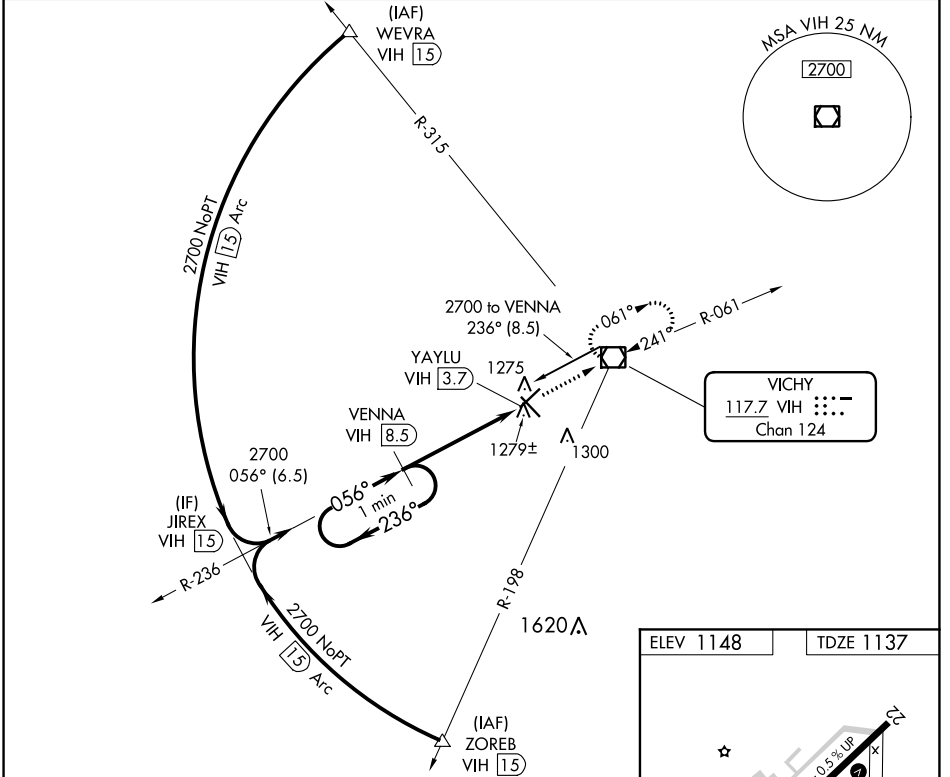 (IAF)
WEVRA
VIH 15
MSA VIH 25 NM
2700
R-315
2700 NoPT
VIH 15 Arc
2700 to VENNA
236° (8.5)
061°
241°
R-061
YAYLU
VIH 3.7
1275
VICHY
117.7 VIH
Chan 124
VENNA
VIH 8.5
1279±
1300
2700
056° (6.5)
056°
1 min
236°
(IF)
JIREX
VIH 15
R-236
R-198
2700 NoPT
VIH 15 Arc
1620
ELEV 1148
TDZE 1137
(IAF)
ZOREB
VIH 15
22
0.5% UP
X
V